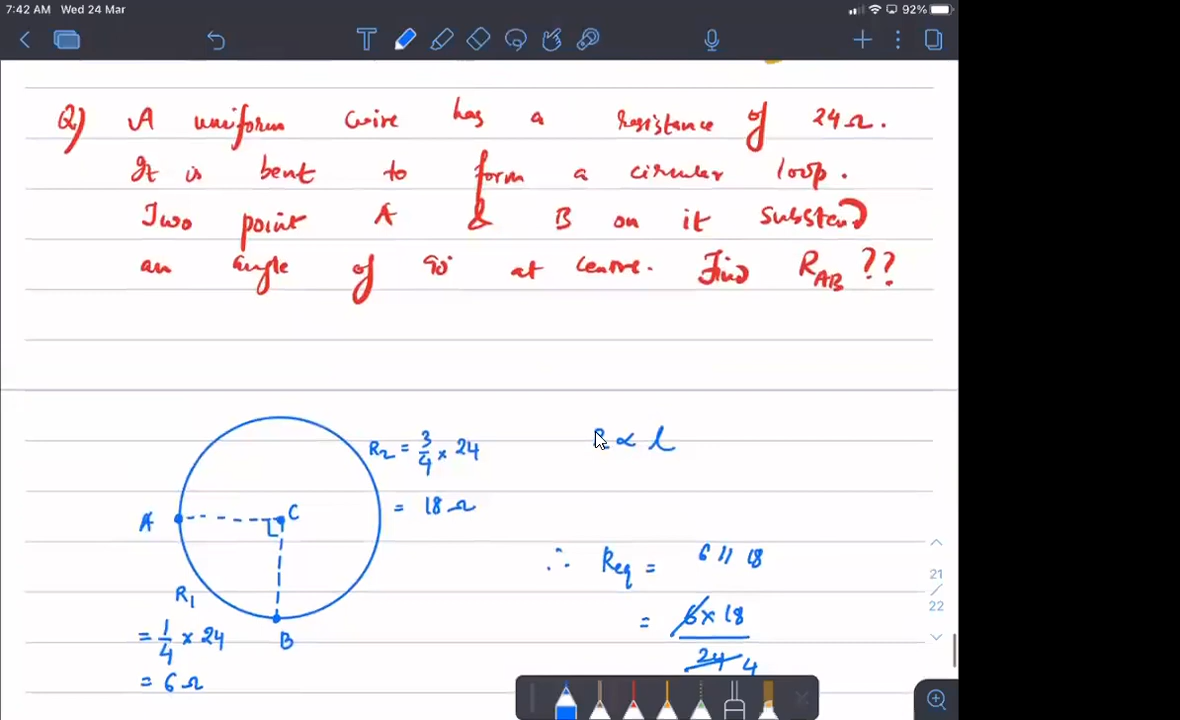 7:42 AM Wed 24 Mar
92%
Q) A uniform wire has a resistance of 24Ω.
It is bent to form a circular loop.
Two point A & B on it substend
an angle of 90° at centre. Find R_AB ??
R₂ = 3/4 × 24
R ∝ l
= 18 Ω
A
C
∴ R_eq = 6 || 18
R₁
= 6 × 18 / 24 4
= 1/4 × 24
B
= 6 Ω
21
/
22